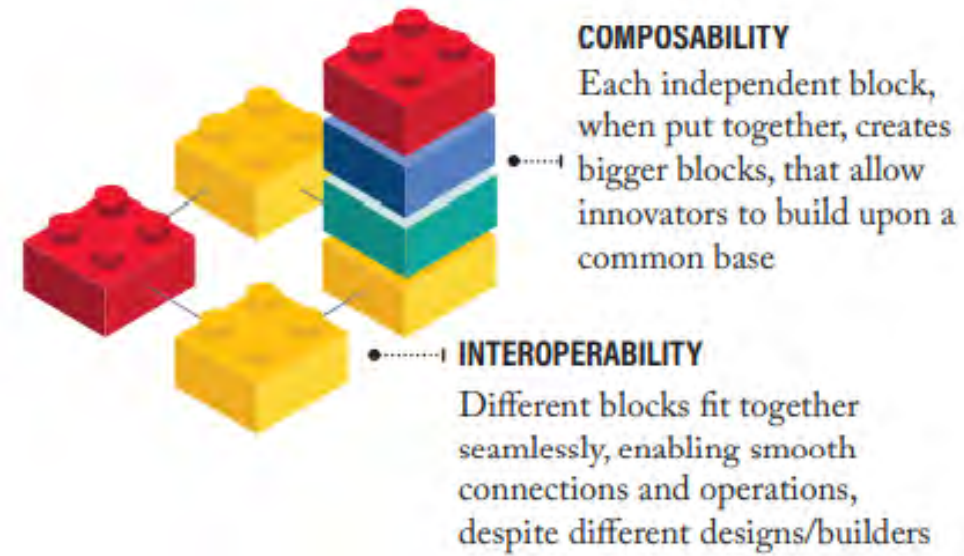 COMPOSABILITY
Each independent block,
when put together, creates
bigger blocks, that allow
innovators to build upon a
common base
INTEROPERABILITY
Different blocks fit together
seamlessly, enabling smooth
connections and operations,
despite different designs/builders